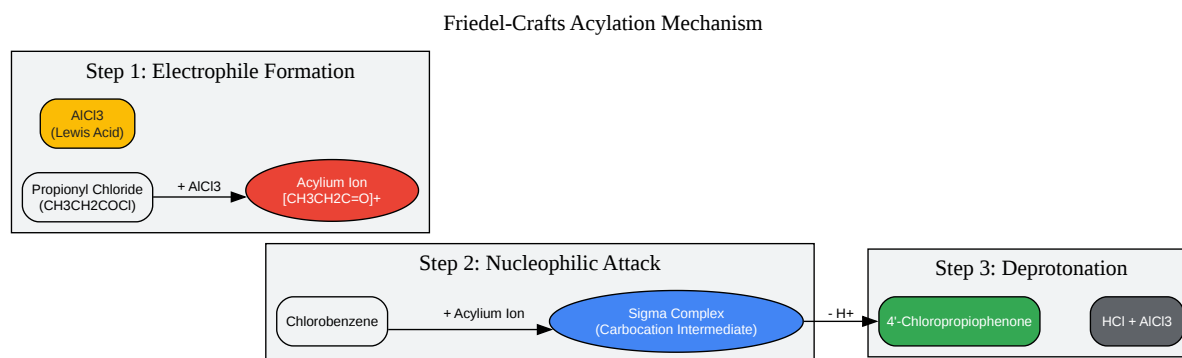 Friedel-Crafts Acylation Mechanism
Step 1: Electrophile Formation
AlCl3
(Lewis Acid)
Propionyl Chloride
(CH3CH2COCl)
+ AlCl3
Acylium Ion
[CH3CH2C=O]+
Step 2: Nucleophilic Attack
Chlorobenzene
+ Acylium Ion
Sigma Complex
(Carbocation Intermediate)
- H+
Step 3: Deprotonation
4'-Chloropropiophenone
HCl + AlCl3